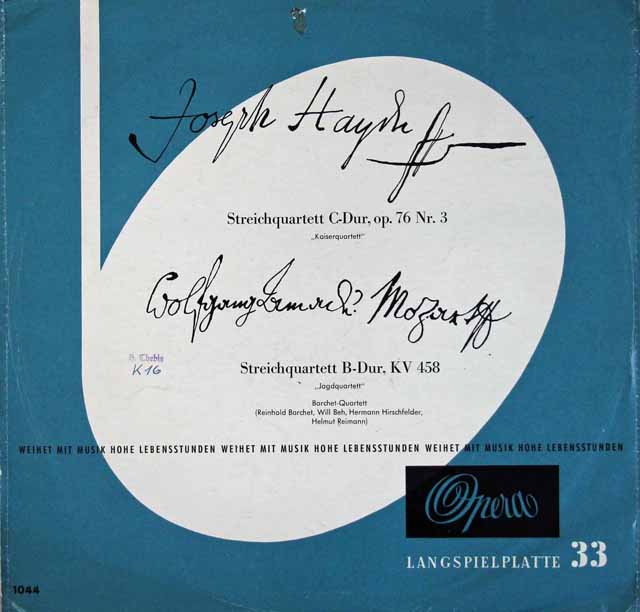 Joseph Haydn
Streichquartett C-Dur, op. 76 Nr. 3
„Kaiserquartett"
Wolfgang Amadé Mozart
Streichquartett B-Dur, KV 458
„Jagdquartett"
Barchet-Quartett
(Reinhold Barchet, Will Beh, Hermann Hirschfelder,
Helmut Reimann)
K16
WEIHET MIT MUSIK HOHE LEBENSSTUNDEN WEIHET MIT MUSIK HOHE LEBENSSTUNDEN WEIHET MIT MUSIK HOHE LEBENSSTUNDEN
Opera
LANGSPIELPLATTE 33
1044